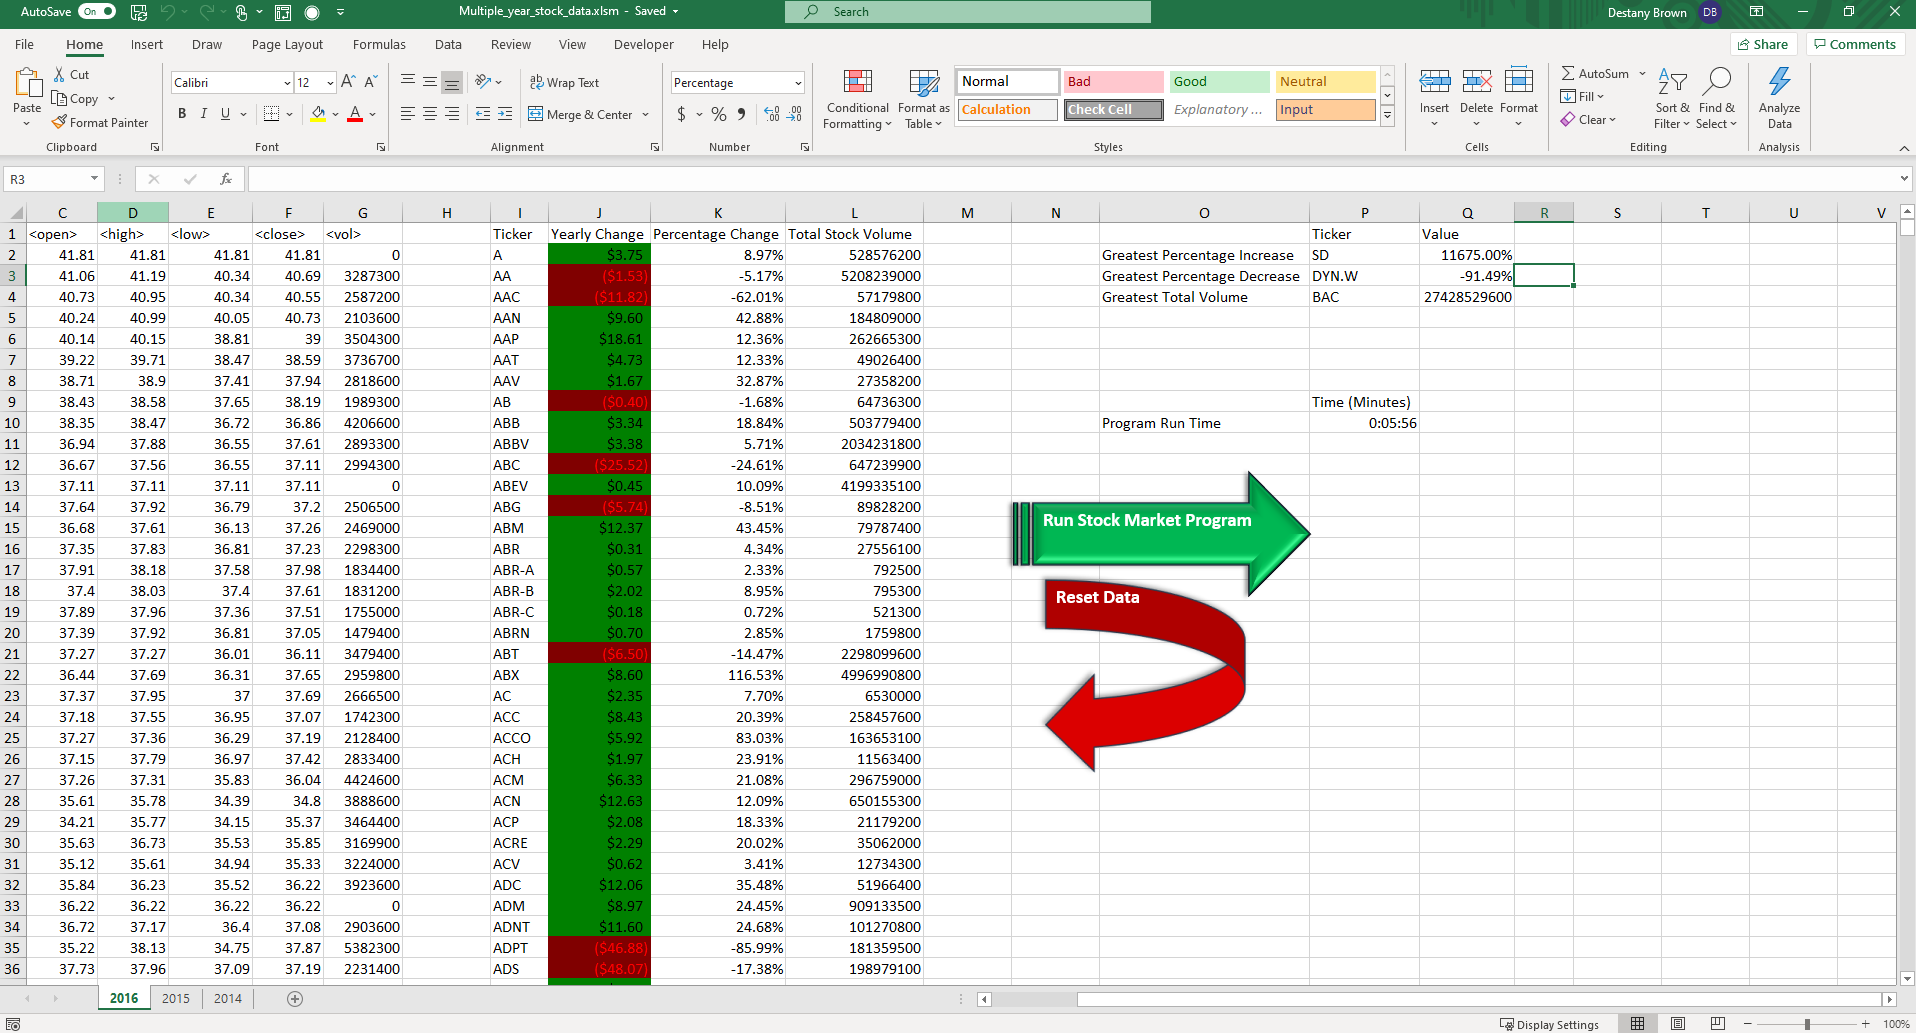 AutoSave On Multiple_year_stock_data.xlsm - Saved Search Destany Brown DB
File Home Insert Draw Page Layout Formulas Data Review View Developer Help Share Comments
Paste Cut Copy Format Painter Clipboard
Calibri 12 A A B I U A Font
ab Wrap Text Merge & Center Alignment
Percentage $ % Number
Conditional Formatting Format as Table
Normal Bad Good Neutral
Calculation Check Cell Explanatory ... Input
Styles
Insert Delete Format Cells
AutoSum Fill Clear Sort & Filter Find & Select Editing
Analyze Data Analysis
R3 fx
C D E F G H I J K L M N O P Q R S T U V
1 <open> <high> <low> <close> <vol> Ticker Yearly Change Percentage Change Total Stock Volume Ticker Value
2 41.81 41.81 41.81 41.81 0 A $3.75 8.97% 528576200 Greatest Percentage Increase SD 11675.00%
3 41.06 41.19 40.34 40.69 3287300 AA ($1.53) -5.17% 5208239000 Greatest Percentage Decrease DYN.W -91.49%
4 40.73 40.95 40.34 40.55 2587200 AAC ($11.82) -62.01% 57179800 Greatest Total Volume BAC 27428529600
5 40.24 40.99 40.05 40.73 2103600 AAN $9.60 42.88% 184809000
6 40.14 40.15 38.81 39 3504300 AAP $18.61 12.36% 262665300
7 39.22 39.71 38.47 38.59 3736700 AAT $4.73 12.33% 49026400
8 38.71 38.9 37.41 37.94 2818600 AAV $1.67 32.87% 27358200
9 38.43 38.58 37.65 38.19 1989300 AB ($0.40) -1.68% 64736300 Time (Minutes)
10 38.35 38.47 36.72 36.86 4206600 ABB $3.34 18.84% 503779400 Program Run Time 0:05:56
11 36.94 37.88 36.55 37.61 2893300 ABBV $3.38 5.71% 2034231800
12 36.67 37.56 36.55 37.11 2994300 ABC ($25.52) -24.61% 647239900
13 37.11 37.11 37.11 37.11 0 ABEV $0.45 10.09% 4199335100
14 37.64 37.92 36.79 37.2 2506500 ABG ($5.74) -8.51% 89828200
15 36.68 37.61 36.13 37.26 2469000 ABM $12.37 43.45% 79787400
16 37.35 37.83 36.81 37.23 2298300 ABR $0.31 4.34% 27556100
17 37.91 38.18 37.58 37.98 1834400 ABR-A $0.57 2.33% 792500
18 37.4 38.03 37.4 37.61 1831200 ABR-B $2.02 8.95% 795300
19 37.89 37.96 37.36 37.51 1755000 ABR-C $0.18 0.72% 521300
20 37.39 37.92 36.81 37.05 1479400 ABRN $0.70 2.85% 1759800
21 37.27 37.27 36.01 36.11 3479400 ABT ($6.50) -14.47% 2298099600
22 36.44 37.69 36.31 37.65 2959800 ABX $8.60 116.53% 4996990800
23 37.37 37.95 37 37.69 2666500 AC $2.35 7.70% 6530000
24 37.18 37.55 36.95 37.07 1742300 ACC $8.43 20.39% 258457600
25 37.27 37.36 36.29 37.19 2128400 ACCO $5.92 83.03% 163653100
26 37.15 37.79 36.97 37.42 2833400 ACH $1.97 23.91% 11563400
27 37.26 37.31 35.83 36.04 4424600 ACM $6.33 21.08% 296759000
28 35.61 35.78 34.39 34.8 3888600 ACN $12.63 12.09% 650155300
29 34.21 35.77 34.15 35.37 3464400 ACP $2.08 18.33% 21179200
30 35.63 36.73 35.53 35.85 3169900 ACRE $2.29 20.02% 35062000
31 35.12 35.61 34.94 35.33 3224000 ACV $0.62 3.41% 12734300
32 35.84 36.23 35.52 36.22 3923600 ADC $12.06 35.48% 51966400
33 36.22 36.22 36.22 36.22 0 ADM $8.97 24.45% 909133500
34 36.72 37.17 36.4 37.08 2903600 ADNT $11.60 24.68% 101270800
35 35.22 38.13 34.75 37.87 5382300 ADPT ($46.88) -85.99% 181359500
36 37.73 37.96 37.09 37.19 2231400 ADS ($48.07) -17.38% 198979100
Run Stock Market Program
Reset Data
2016 2015 2014
Display Settings 100%